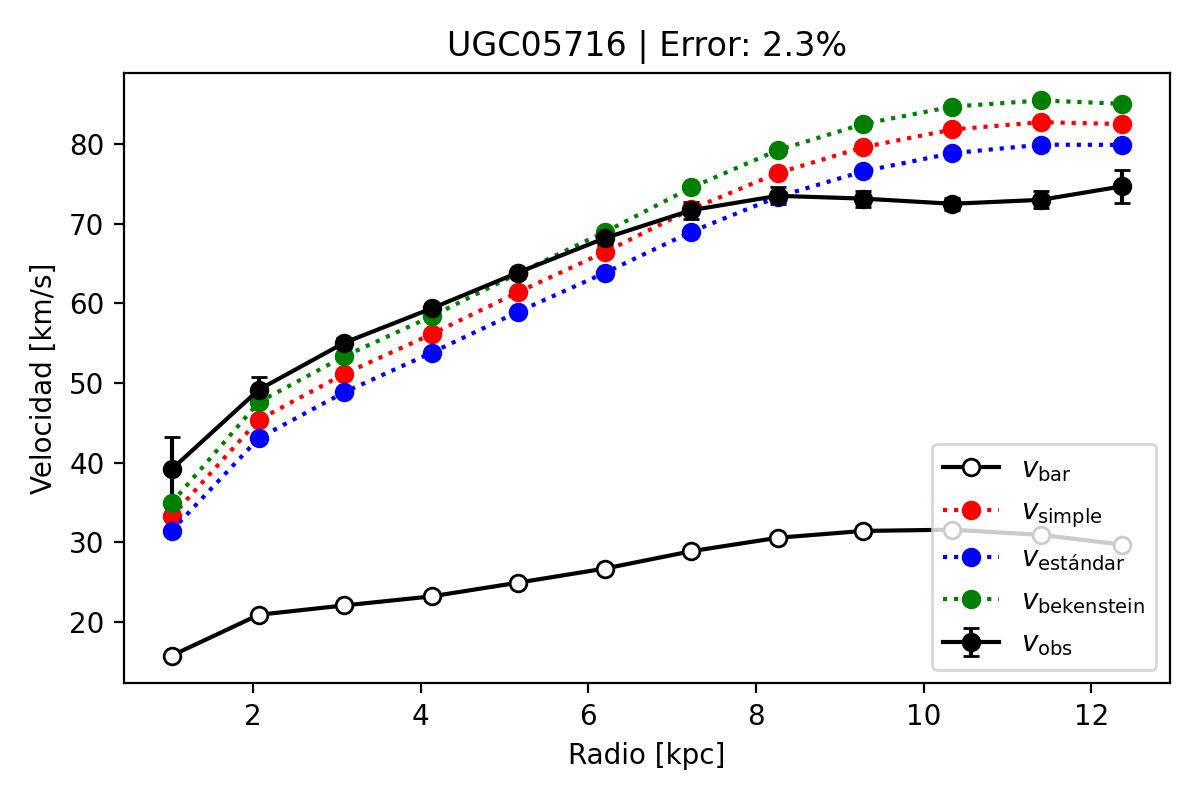 UGC05716 | Error: 2.3%
Velocidad [km/s]
80
70
60
50
40
30
20
v_bar
v_simple
v_estándar
v_bekenstein
v_obs
2 4 6 8 10 12
Radio [kpc]